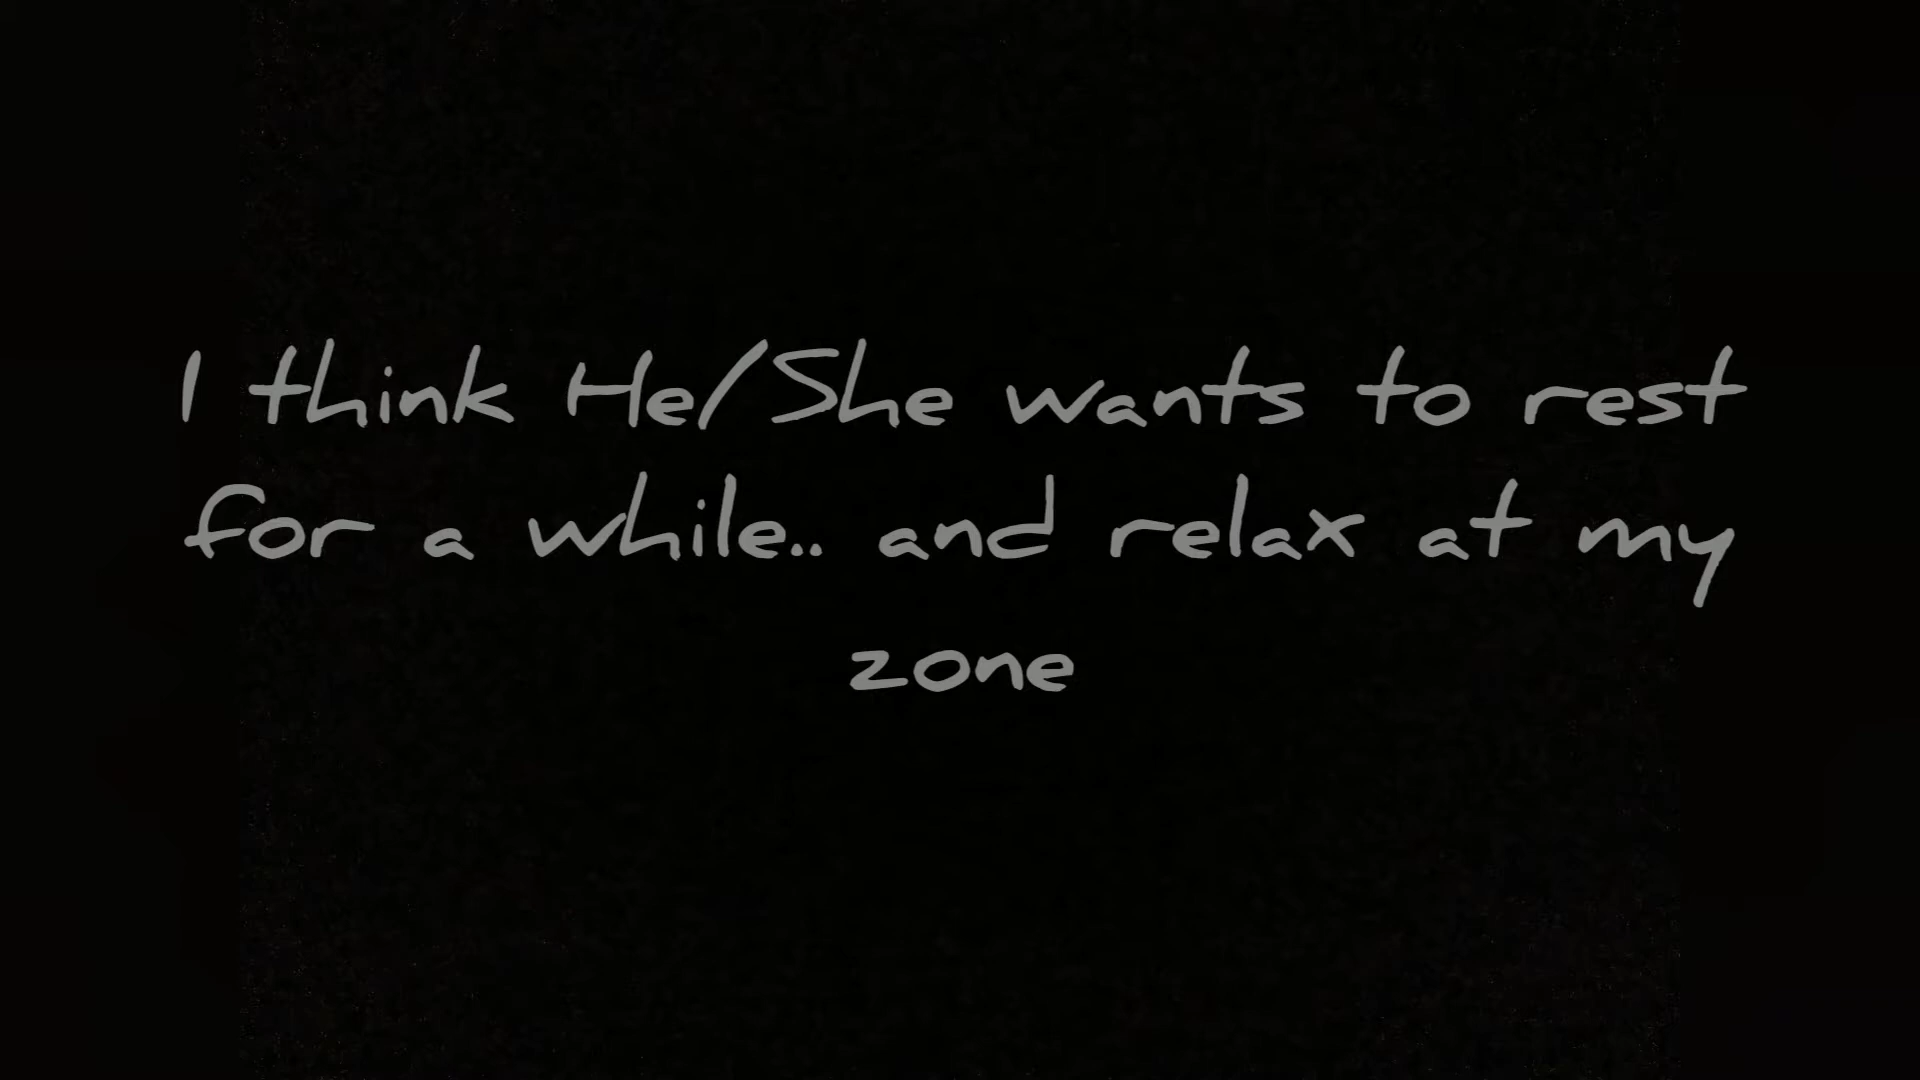 I think He/She wants to rest
for a while.. and relax at my
zone